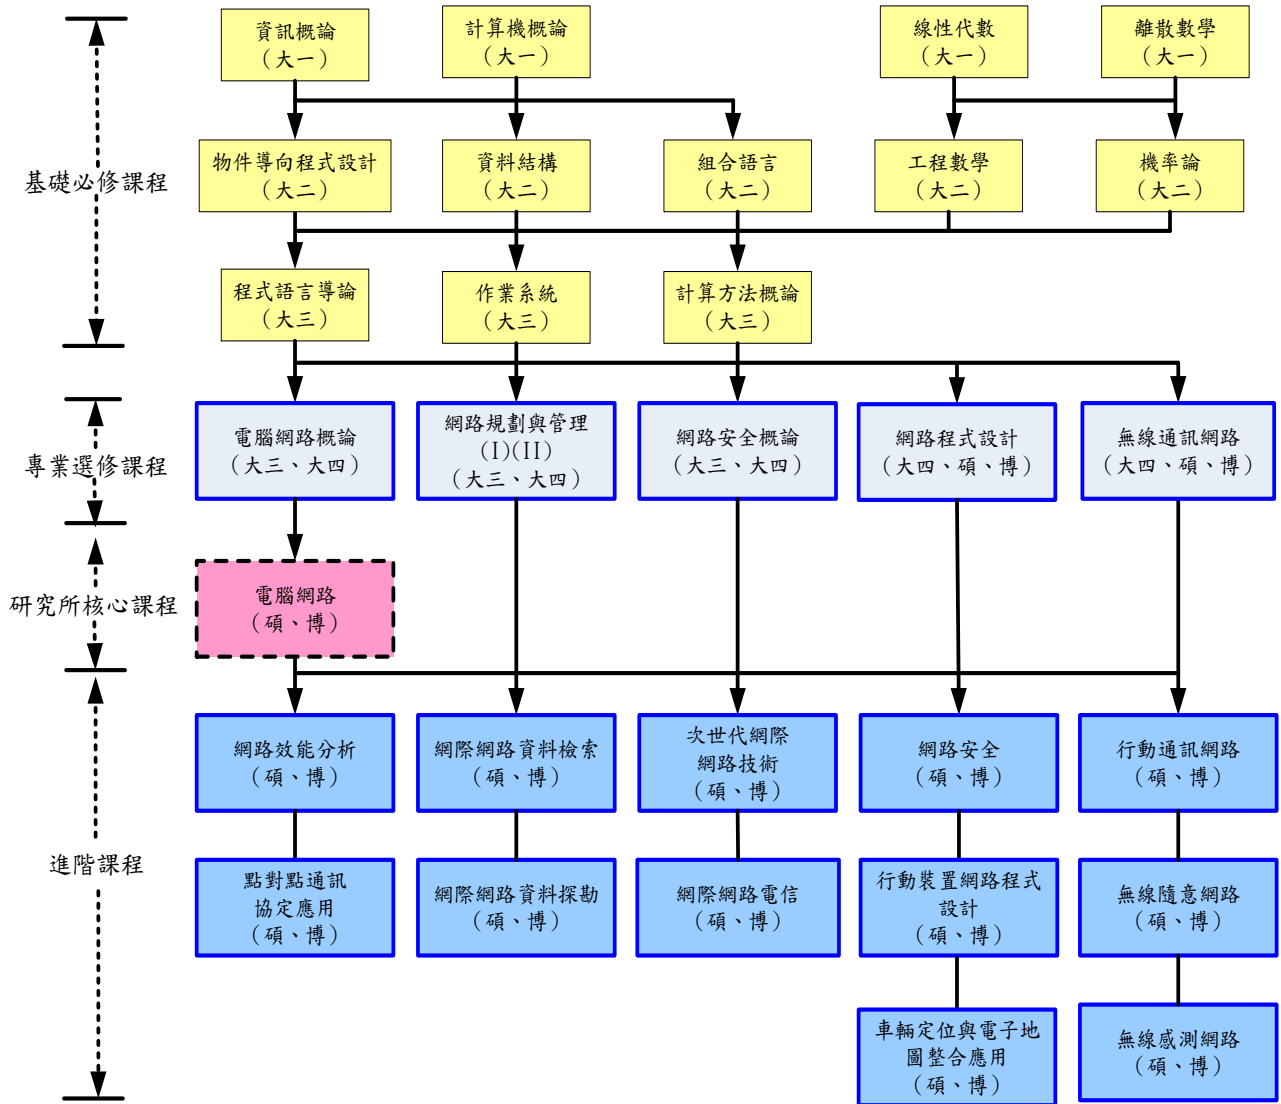 資訊概論
(大一)
計算機概論
(大一)
線性代數
(大一)
離散數學
(大一)
基礎必修課程
物件導向程式設計
(大二)
資料結構
(大二)
組合語言
(大二)
工程數學
(大二)
機率論
(大二)
程式語言導論
(大三)
作業系統
(大三)
計算方法概論
(大三)
專業選修課程
電腦網路概論
(大三、大四)
網路規劃與管理
(I)(II)
(大三、大四)
網路安全概論
(大三、大四)
網路程式設計
(大四、碩、博)
無線通訊網路
(大四、碩、博)
研究所核心課程
電腦網路
(碩、博)
進階課程
網路效能分析
(碩、博)
網際網路資料檢索
(碩、博)
次世代網際
網路技術
(碩、博)
網路安全
(碩、博)
行動通訊網路
(碩、博)
點對點通訊
協定應用
(碩、博)
網際網路資料探勘
(碩、博)
網際網路電信
(碩、博)
行動裝置網路程式
設計
(碩、博)
無線隨意網路
(碩、博)
車輛定位與電子地
圖整合應用
(碩、博)
無線感測網路
(碩、博)